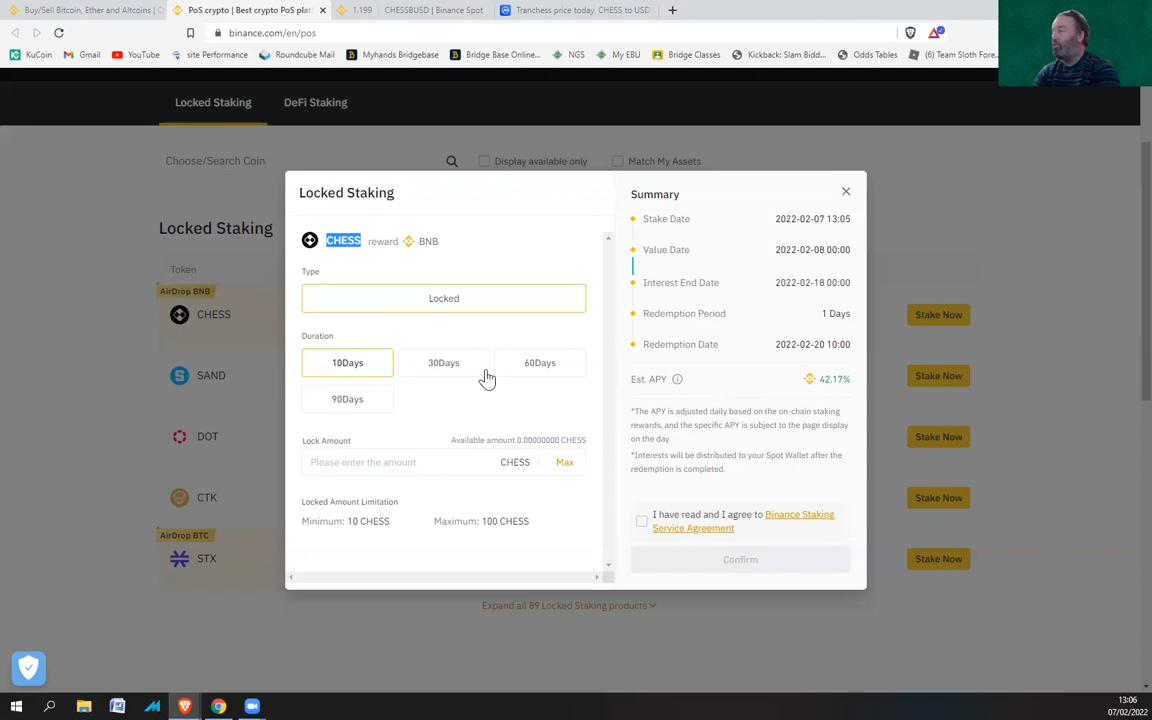 Buy/Sell Bitcoin, Ether and Altcoins | C
PoS crypto | Best crypto PoS plat
1.199 CHESSBUSD | Binance Spot
Tranchess price today, CHESS to USD
binance.com/en/pos
KuCoin
Gmail
YouTube
site Performance
Roundcube Mail
Myhands Bridgebase
Bridge Base Online...
NGS
My EBU
Bridge Classes
Kickback: Slam Bidd...
Odds Tables
(6) Team Sloth Fore...
Locked Staking
DeFi Staking
Choose/Search Coin
Display available only
Match My Assets
Locked Staking
Token
AirDrop BNB
CHESS
Stake Now
SAND
Stake Now
DOT
Stake Now
CTK
Stake Now
AirDrop BTC
STX
Stake Now
Expand all 89 Locked Staking products
Locked Staking
CHESS reward BNB
Type
Locked
Duration
10Days
30Days
60Days
90Days
Lock Amount
Available amount 0.00000000 CHESS
Please enter the amount
CHESS
Max
Locked Amount Limitation
Minimum: 10 CHESS
Maximum: 100 CHESS
Summary
Stake Date 2022-02-07 13:05
Value Date 2022-02-08 00:00
Interest End Date 2022-02-18 00:00
Redemption Period 1 Days
Redemption Date 2022-02-20 10:00
Est. APY 42.17%
*The APY is adjusted daily based on the on-chain staking
rewards, and the specific APY is subject to the page display
on the day.
*Interests will be distributed to your Spot Wallet after the
redemption is completed.
I have read and I agree to Binance Staking
Service Agreement
Confirm
13:06
07/02/2022